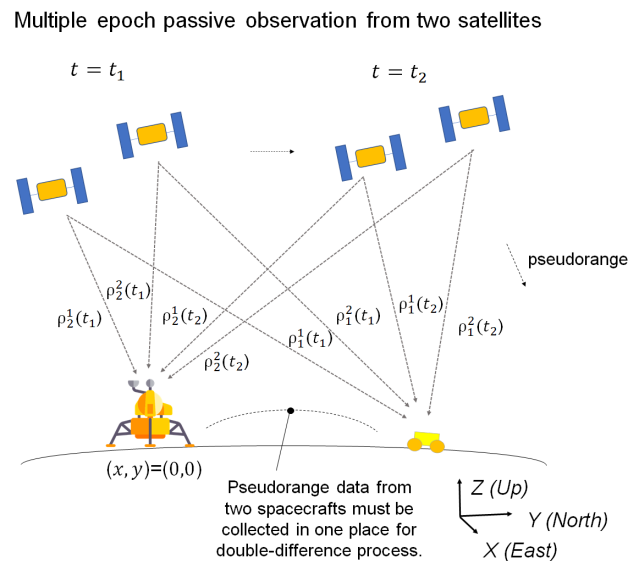 Multiple epoch passive observation from two satellites
t = t₁
t = t₂
pseudorange
ρ₂²(t₁)
ρ₂¹(t₁)
ρ₂¹(t₂)
ρ₂²(t₂)
ρ₁¹(t₁)
ρ₁²(t₁)
ρ₁¹(t₂)
ρ₁²(t₂)
(x, y)=(0,0)
Pseudorange data from
two spacecrafts must be
collected in one place for
double-difference process.
Z (Up)
Y (North)
X (East)